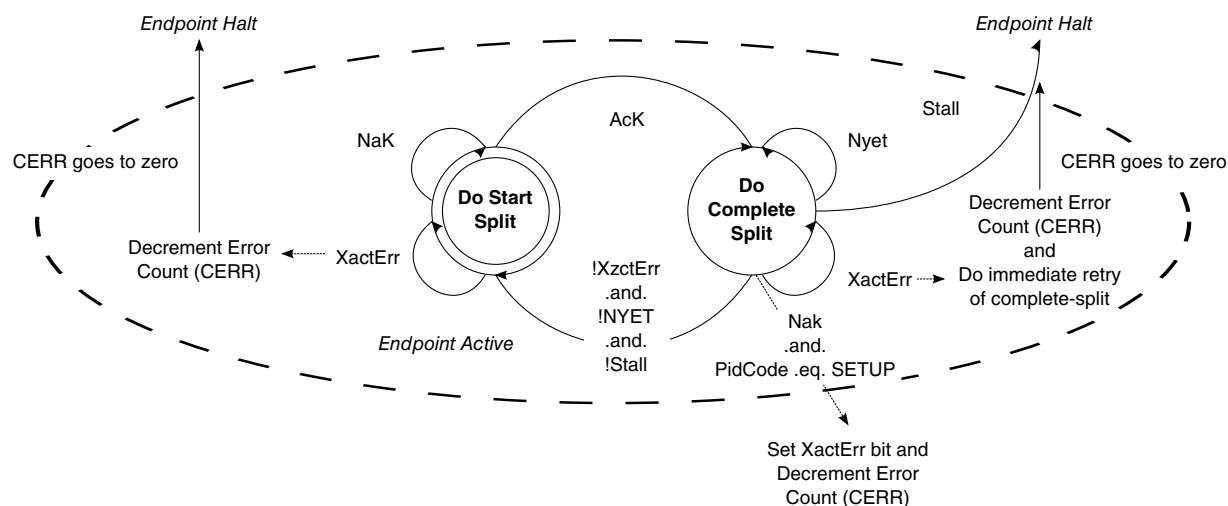 Endpoint Halt
Endpoint Halt
AcK
Stall
NaK
Nyet
CERR goes to zero
CERR goes to zero
Do Start
Split
Do
Complete
Split
Decrement Error
Count (CERR)
XactErr
!XzctErr
.and.
!NYET
.and.
!Stall
XactErr
Decrement Error
Count (CERR)
and
Do immediate retry
of complete-split
Endpoint Active
Nak
.and.
PidCode .eq. SETUP
Set XactErr bit and
Decrement Error
Count (CERR)